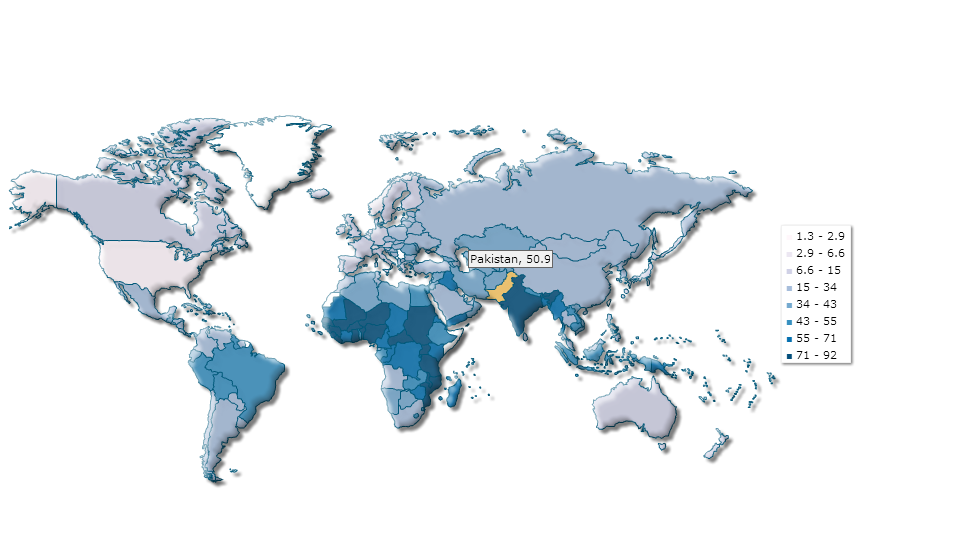 Pakistan, 50.9
1.3 - 2.9
2.9 - 6.6
6.6 - 15
15 - 34
34 - 43
43 - 55
55 - 71
71 - 92